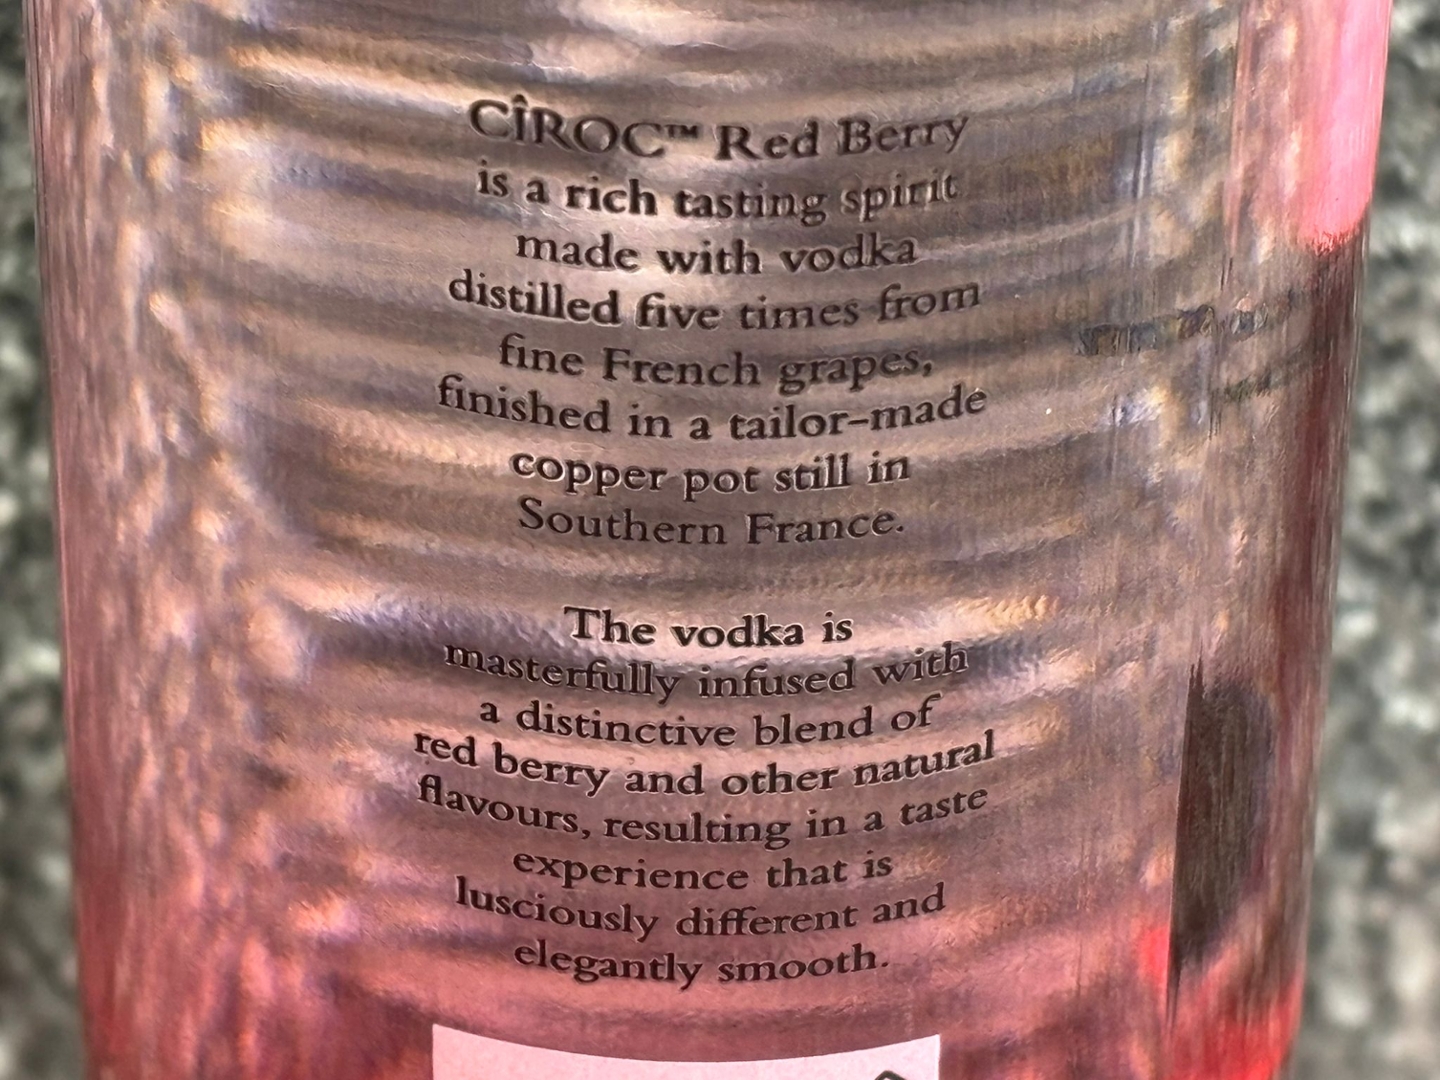 CÎROC™ Red Berry
is a rich tasting spirit
made with vodka
distilled five times from
fine French grapes,
finished in a tailor-made
copper pot still in
Southern France.
The vodka is
masterfully infused with
a distinctive blend of
red berry and other natural
flavours, resulting in a taste
experience that is
lusciously different and
elegantly smooth.